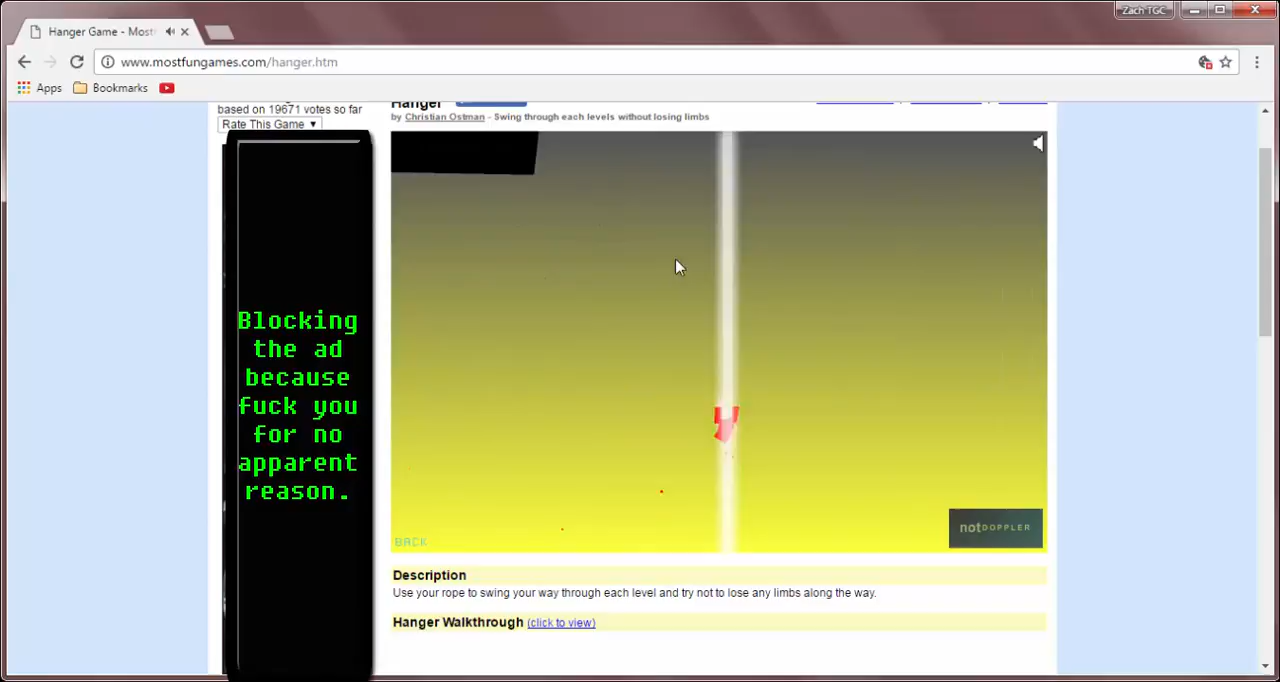 Zach TGC
Hanger Game - Most
www.mostfungames.com/hanger.htm
Apps
Bookmarks
based on 19671 votes so far
Rate This Game
Hanger
by Christian Ostman - Swing through each levels without losing limbs
Blocking
the ad
because
fuck you
for no
apparent
reason.
BACK
notDOPPLER
Description
Use your rope to swing your way through each level and try not to lose any limbs along the way.
Hanger Walkthrough (click to view)